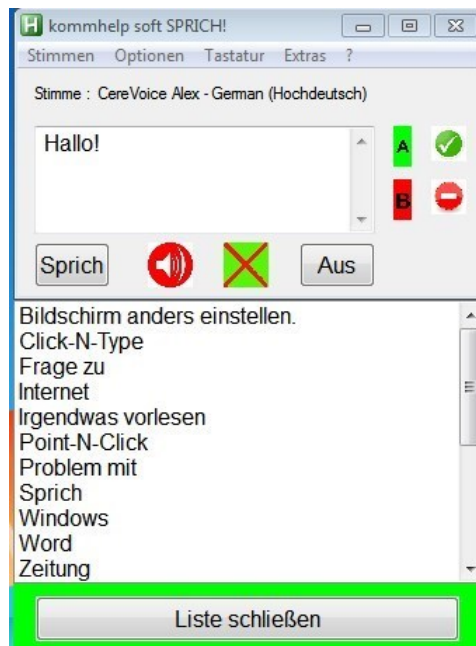 H kommhelp soft SPRICH!
Stimmen Optionen Tastatur Extras ?
Stimme : CereVoice Alex - German (Hochdeutsch)
Hallo!
A
B
Sprich Aus
Bildschirm anders einstellen.
Click-N-Type
Frage zu
Internet
Irgendwas vorlesen
Point-N-Click
Problem mit
Sprich
Windows
Word
Zeitung
Liste schließen